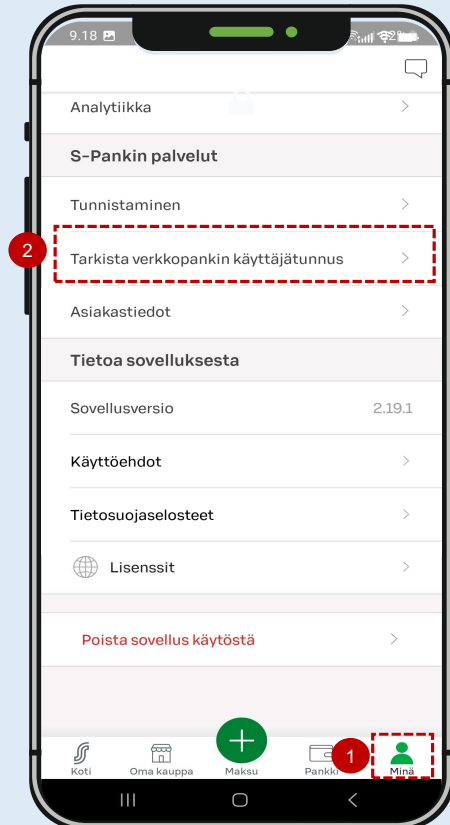 9.18
Analytiikka
S-Pankin palvelut
Tunnistaminen
2
Tarkista verkkopankin käyttäjätunnus
Asiakastiedot
Tietoa sovelluksesta
Sovellusversio 2.19.1
Käyttöehdot
Tietosuojaselosteet
Lisenssit
Poista sovellus käytöstä
1
Koti Oma kauppa Maksu Pankki Minä